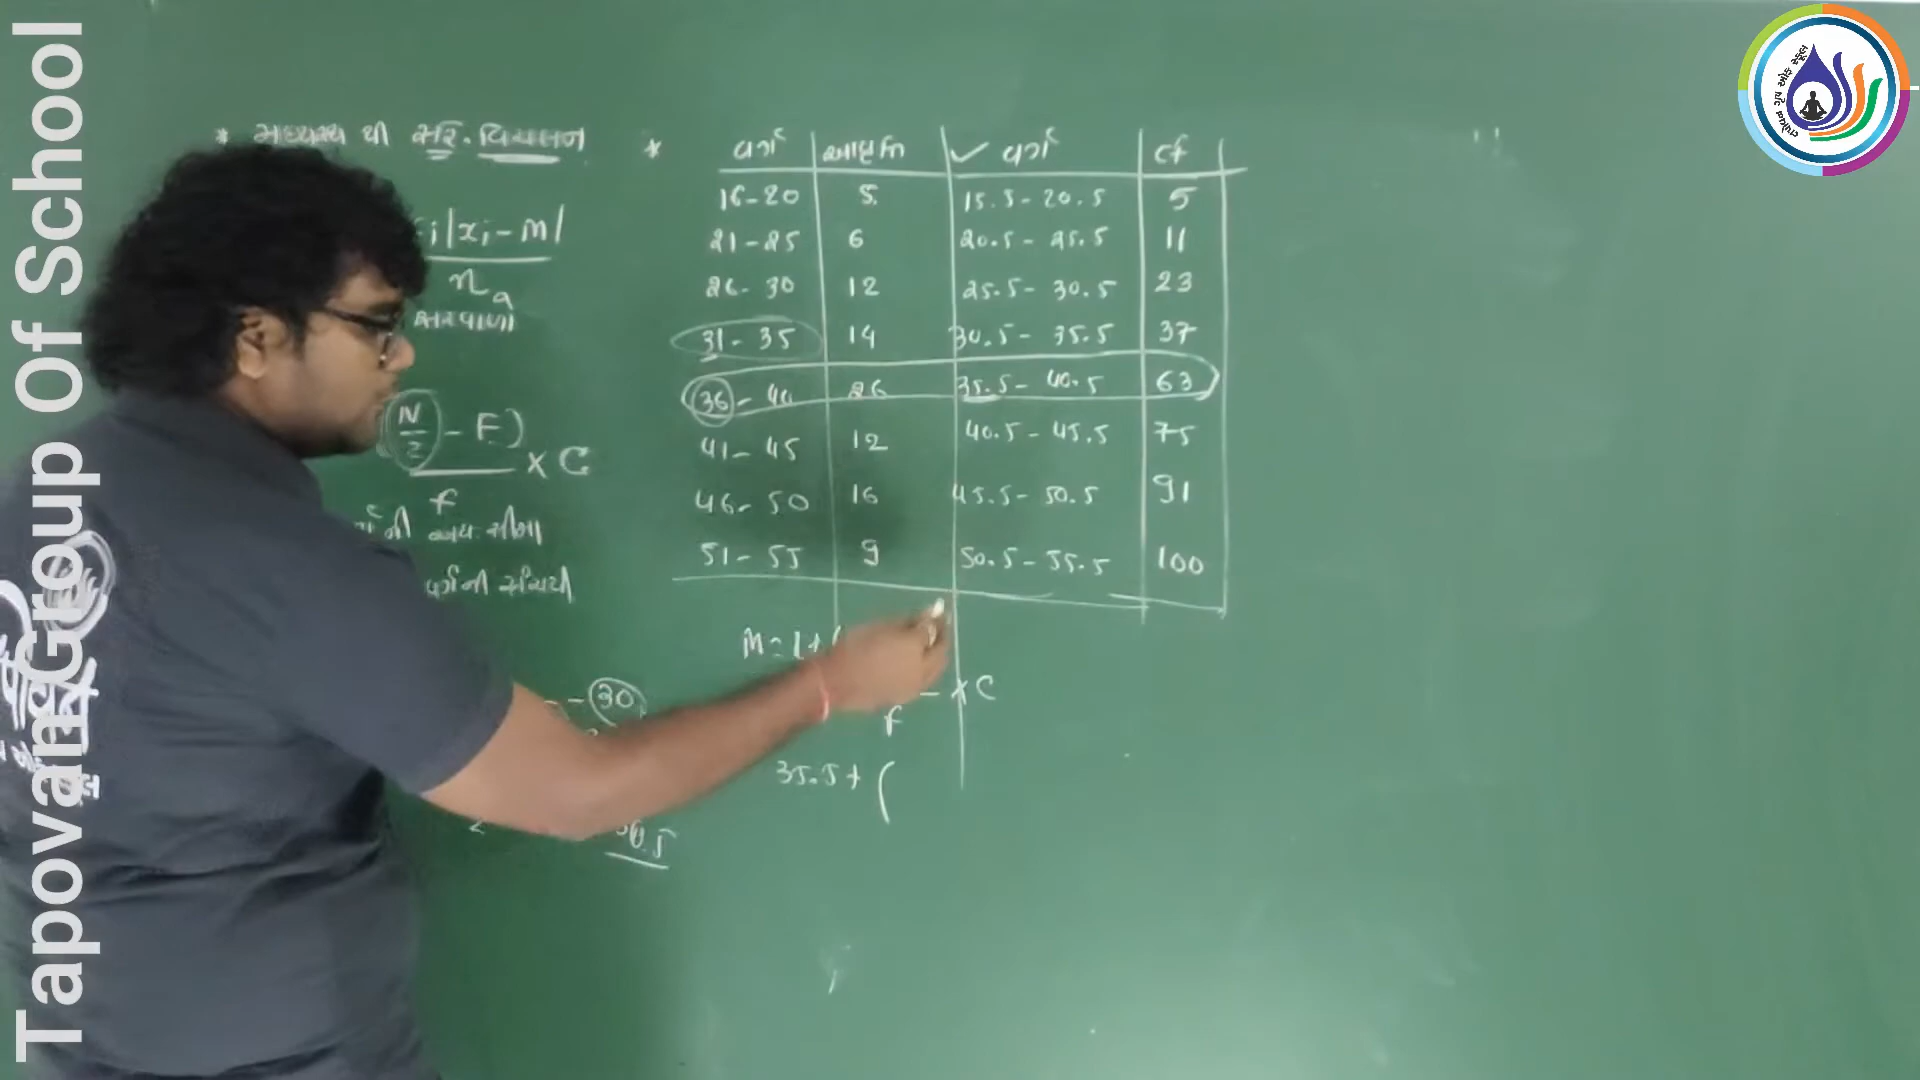 Tapovan Group Of School
* મધ્યસ્થ થી સરે. વિચલન
i|xi - M|
n
સરવાળો
(N/2 - F)
x C
f
ની અધઃસીમા
વર્ગની
* વર્ગ આવૃત્તિ ✓ વર્ગ cf
16-20 5 15.5-20.5 5
21-25 6 20.5-25.5 11
26-30 12 25.5-30.5 23
31-35 14 30.5-35.5 37
36-40 26 35.5-40.5 63
41-45 12 40.5-45.5 75
46-50 16 45.5-50.5 91
51-55 9 50.5-55.5 100
M = L + (
- x C
f
35.5 + (
- 30